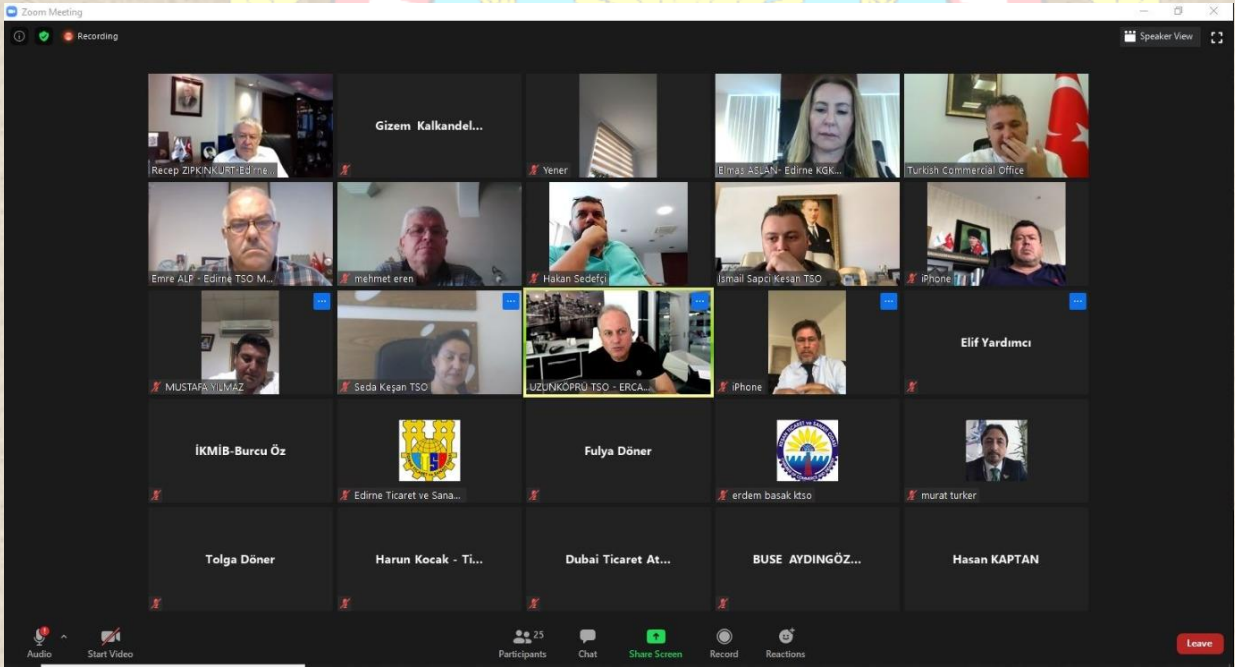 Zoom Meeting
Recording
Speaker View
Recep ZIPKINKURT-Edirne...
Gizem Kalkandel...
Yener
Elmas ASLAN- Edirne KGK...
Turkish Commercial Office
Emre ALP - Edirne TSO M...
mehmet eren
Hakan Sedefçi
Ismail Sapci Kesan TSO
iPhone
MUSTAFA YILMAZ
Seda Keşan TSO
UZUNKÖPRÜ TSO - ERCA...
iPhone
Elif Yardımcı
İKMİB-Burcu Öz
Edirne Ticaret ve Sana...
Fulya Döner
erdem basak ktso
murat turker
Tolga Döner
Harun Kocak - Ti...
Dubai Ticaret At...
BUSE AYDINGÖZ...
Hasan KAPTAN
1
25
Audio
Start Video
Participants
Chat
Share Screen
Record
Reactions
Leave